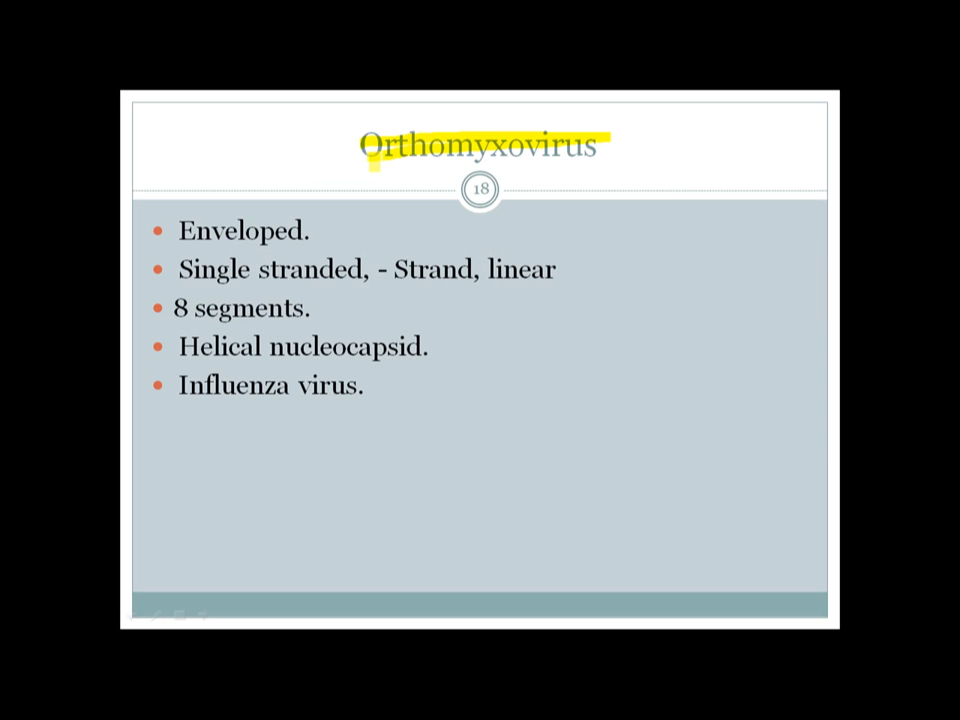 Orthomyxovirus
18
Enveloped.
Single stranded, - Strand, linear
8 segments.
Helical nucleocapsid.
Influenza virus.